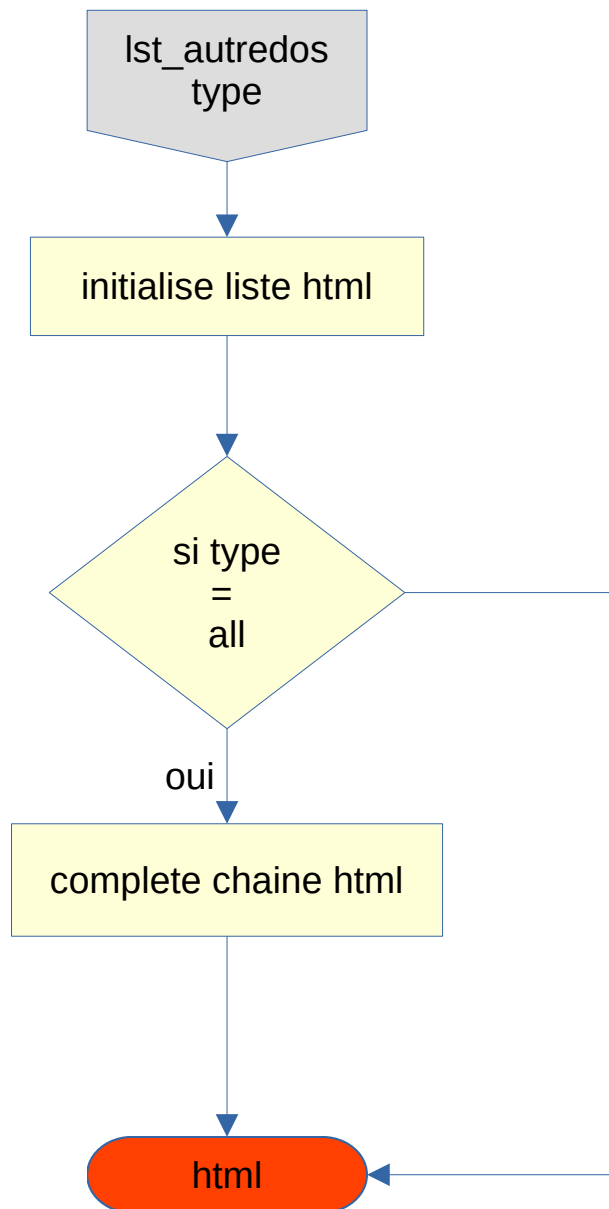 lst_autredos
type
initialise liste html
si type
=
all
oui
complete chaine html
html